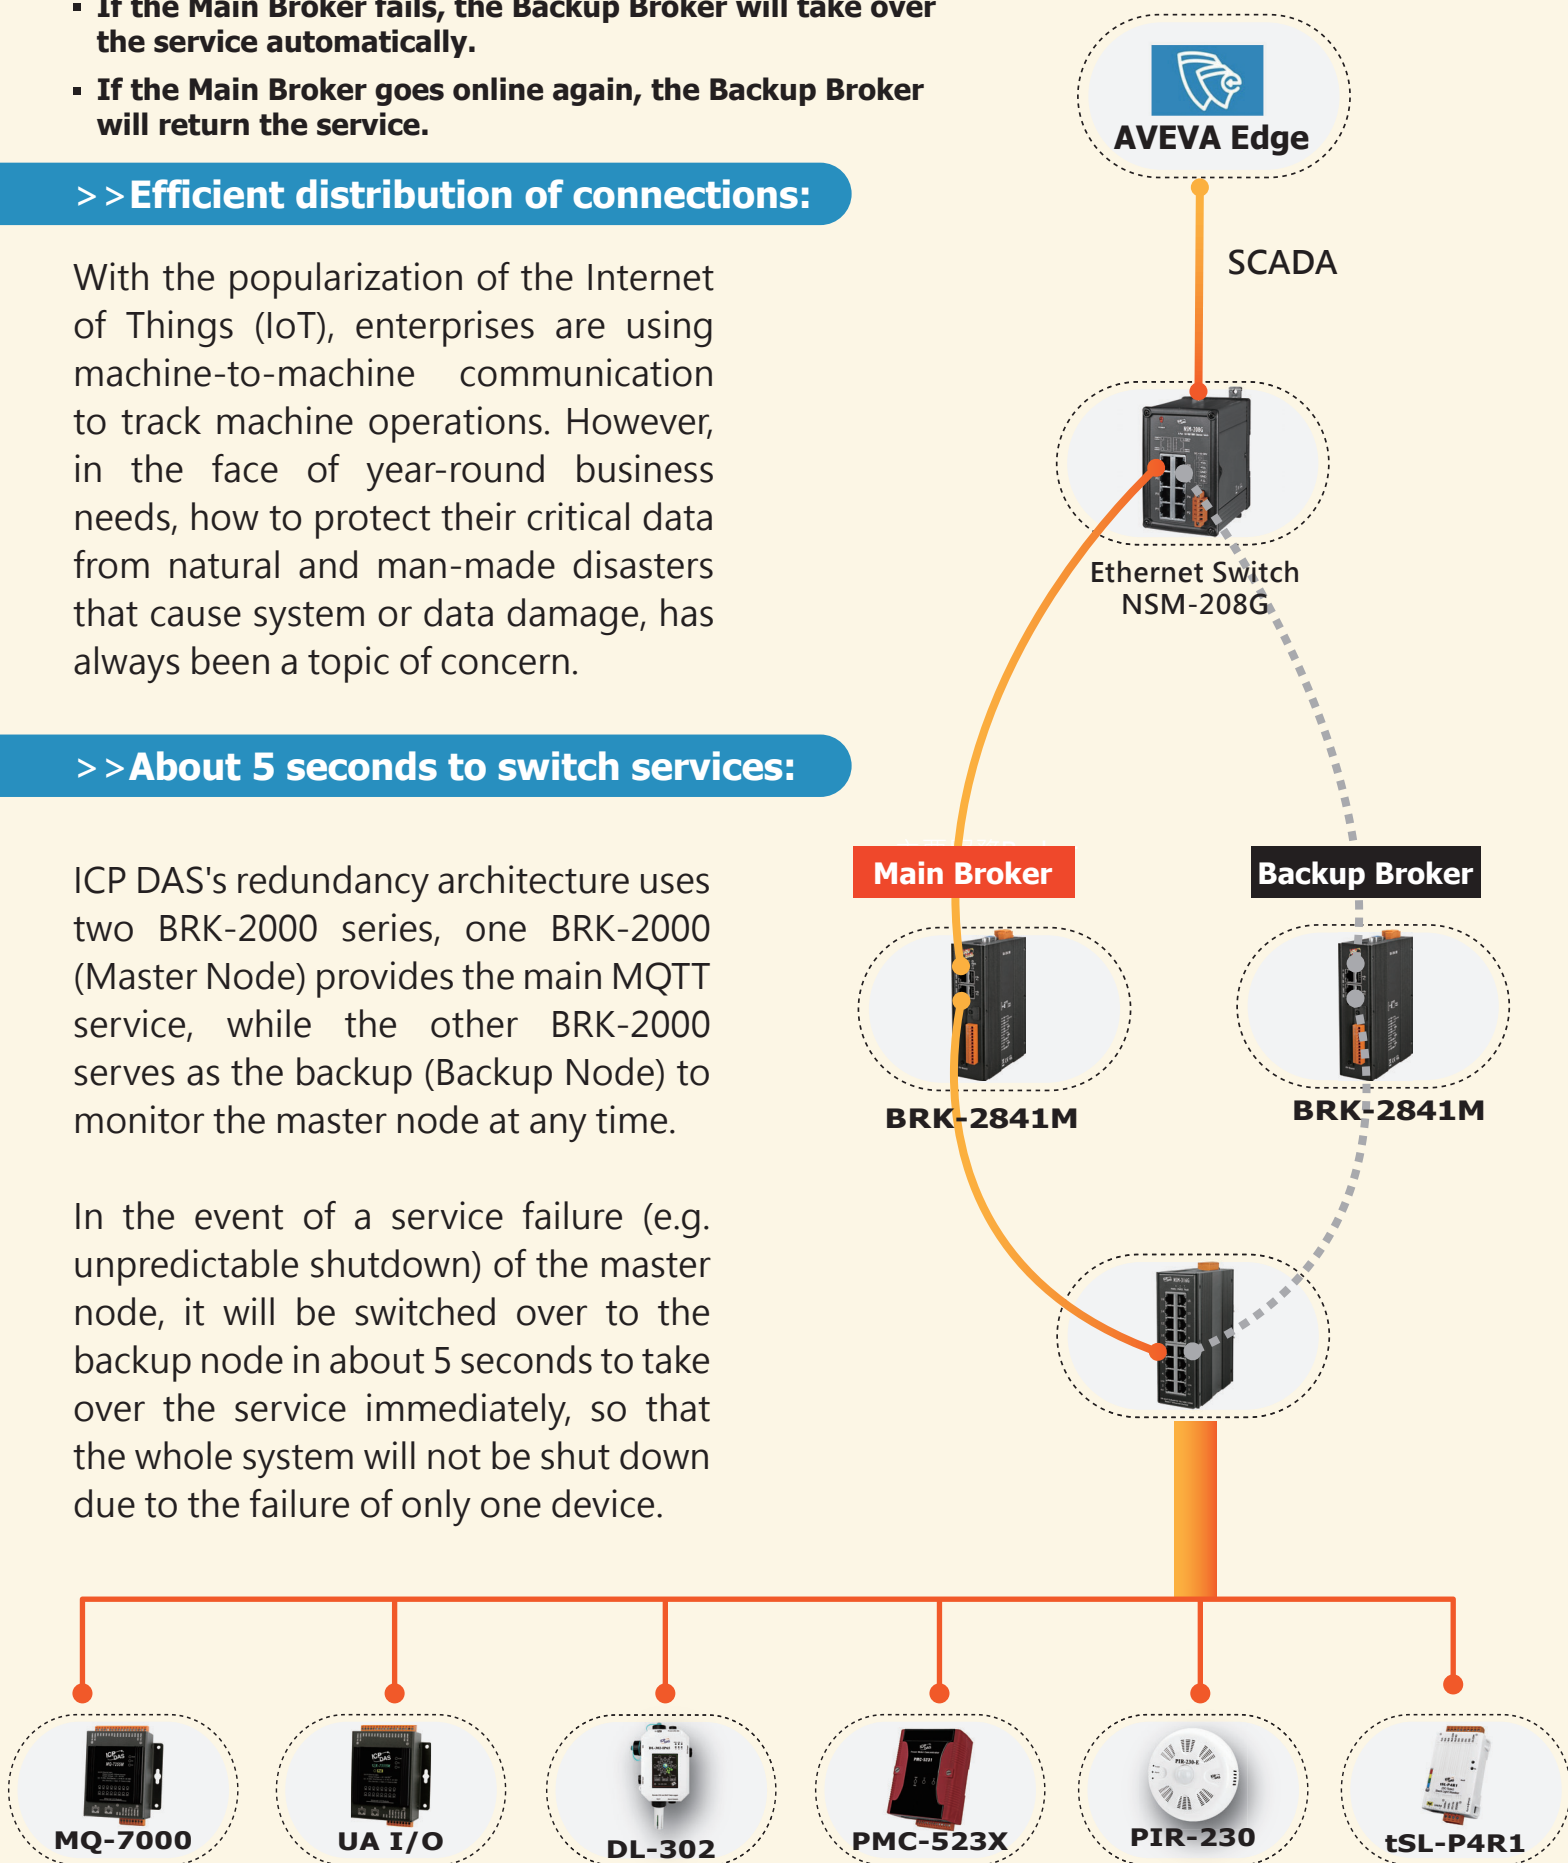 ▪ If the Main Broker fails, the Backup Broker will take over
the service automatically.
▪ If the Main Broker goes online again, the Backup Broker
will return the service.
>>Efficient distribution of connections:
With the popularization of the Internet
of Things (IoT), enterprises are using
machine-to-machine communication
to track machine operations. However,
in the face of year-round business
needs, how to protect their critical data
from natural and man-made disasters
that cause system or data damage, has
always been a topic of concern.
>>About 5 seconds to switch services:
ICP DAS's redundancy architecture uses
two BRK-2000 series, one BRK-2000
(Master Node) provides the main MQTT
service, while the other BRK-2000
serves as the backup (Backup Node) to
monitor the master node at any time.
In the event of a service failure (e.g.
unpredictable shutdown) of the master
node, it will be switched over to the
backup node in about 5 seconds to take
over the service immediately, so that
the whole system will not be shut down
due to the failure of only one device.
AVEVA Edge
SCADA
NSM-208G
Ethernet Switch
NSM-208G
Main Broker
Backup Broker
BRK-2841M
BRK-2841M
ICP DAS
ICP DAS
PIR-230-E
MQ-7000
UA I/O
DL-302
PMC-523X
PIR-230
tSL-P4R1